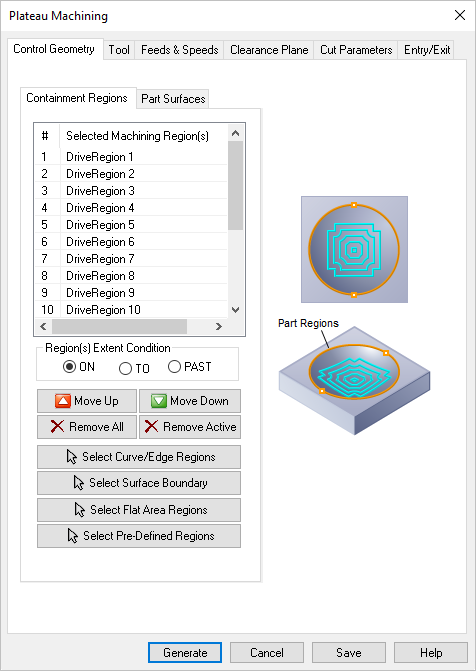 Plateau Machining
Control Geometry Tool Feeds & Speeds Clearance Plane Cut Parameters Entry/Exit
Containment Regions Part Surfaces
# Selected Machining Region(s)
1 DriveRegion 1
2 DriveRegion 2
3 DriveRegion 3
4 DriveRegion 4
5 DriveRegion 5
6 DriveRegion 6
7 DriveRegion 7
8 DriveRegion 8
9 DriveRegion 9
10 DriveRegion 10
Region(s) Extent Condition
ON TO PAST
Move Up Move Down
Remove All Remove Active
Select Curve/Edge Regions
Select Surface Boundary
Select Flat Area Regions
Select Pre-Defined Regions
Part Regions
Generate Cancel Save Help